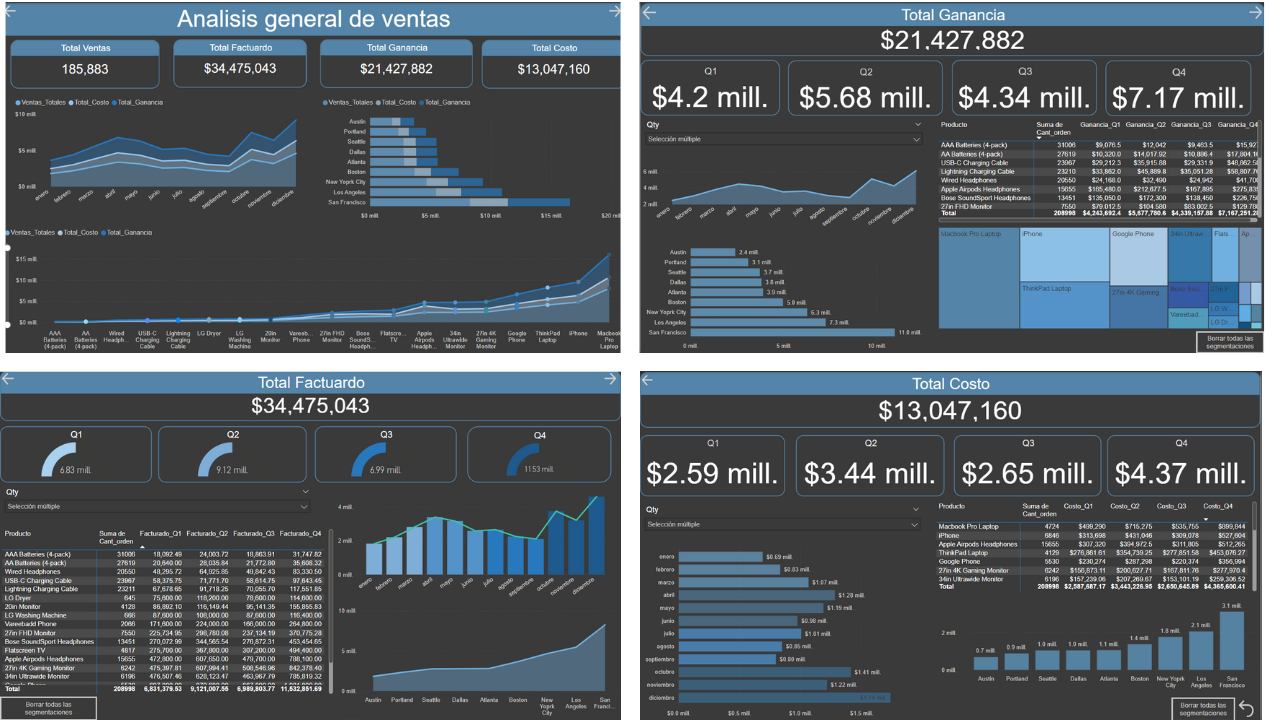 Analisis general de ventas
Total Ventas
185,883
Total Factuardo
$34,475,043
Total Ganancia
$21,427,882
Total Costo
$13,047,160
Ventas_Totales Total_Costo Total_Ganancia
$10 mill.
$5 mill.
$0 mill.
enero febrero marzo abril mayo junio julio agosto septiembre octubre noviembre diciembre
Ventas_Totales Total_Costo Total_Ganancia
Austin
Portland
Seattle
Dallas
Atlanta
Boston
New Yoprk City
Los Angeles
San Francisco
$0 mill. $5 mill. $10 mill. $15 mill. $20 mill.
Ventas_Totales Total_Costo Total_Ganancia
$15 mill.
$5 mill.
$0 mill.
AAA Batteries (4-pack)
AA Batteries (4-pack)
Wired Headph...
USB-C Charging Cable
Lightning Charging Cable
LG Dryer
LG Washing Machine
20in Monitor
Vareeb... Phone
27in FHD Monitor
Bose SoundS... Headph...
Flatscre... TV
Apple Airpods Headph...
34in Ultrawide Monitor
27in 4K Gaming Monitor
Google Phone
ThinkPad Laptop
iPhone
Macbook Pro Laptop
Total Ganancia
$21,427,882
Q1
$4.2 mill.
Q2
$5.68 mill.
Q3
$4.34 mill.
Q4
$7.17 mill.
Qty
Selección múltiple
6 mill.
4 mill.
2 mill.
enero febrero marzo abril mayo junio julio agosto septiembre octubre noviembre diciembre
Austin 2.4 mill.
Portland 3.1 mill.
Seattle 3.7 mill.
Dallas 3.8 mill.
Atlanta 3.9 mill.
Boston 5.0 mill.
New Yoprk City 6.3 mill.
Los Angeles 7.3 mill.
San Francisco 11.0 mill.
0 mill. 5 mill. 10 mill.
Producto Suma de Cant_orden Ganancia_Q1 Ganancia_Q2 Ganancia_Q3 Ganancia_Q4
AAA Batteries (4-pack) 31006 $9,076.5 $12,042 $9,463.5 $15,927
AA Batteries (4-pack) 27619 $10,320.0 $14,017.92 $10,886.4 $17,804.16
USB-C Charging Cable 23967 $29,212.3 $35,915.88 $29,331.9 $48,862.5
Lightning Charging Cable 23210 $33,862.0 $45,889.8 $35,051.28 $58,807.7
Wired Headphones 20550 $24,168.0 $32,490 $24,942 $41,700
Apple Airpods Headphones 15655 $165,480.0 $212,677.5 $167,895 $275,835
Bose SoundSport Headphones 13451 $135,050.0 $172,300 $138,450 $226,750
27in FHD Monitor 7550 $79,012.5 $104,580 $83,002.5 $129,780
Total 208998 $4,243,692.4 $5,677,780.6 $4,339,157.88 $7,167,251.28
Macbook Pro Laptop
iPhone
ThinkPad Laptop
Google Phone
27in 4K Gaming
34in Ultraw...
Flats...
Ap...
Vareebad...
LG W...
LG Dr...
Borrar todas las segmentaciones
Total Factuardo
$34,475,043
Q1
6.83 mill.
Q2
9.12 mill.
Q3
6.99 mill.
Q4
11.53 mill.
Qty
Selección múltiple
Producto Suma de Cant_orden Facturado_Q1 Facturado_Q2 Facturado_Q3 Facturado_Q4
AAA Batteries (4-pack) 31006 18,092.49 24,003.72 18,863.91 31,747.82
AA Batteries (4-pack) 27619 20,640.00 28,035.84 21,772.80 35,608.32
Wired Headphones 20550 48,295.72 64,925.85 49,842.43 83,330.50
USB-C Charging Cable 23967 58,375.75 71,771.70 58,614.75 97,643.45
Lightning Charging Cable 23211 67,678.65 91,718.25 70,055.70 117,551.85
LG Dryer 645 75,600.00 118,200.00 78,600.00 114,600.00
20in Monitor 4128 86,892.10 116,149.44 95,141.35 155,855.83
LG Washing Machine 666 87,600.00 108,000.00 87,600.00 116,400.00
Vareebadd Phone 2066 171,600.00 224,000.00 166,000.00 264,800.00
27in FHD Monitor 7550 225,734.95 298,780.08 237,134.19 370,775.28
Bose SoundSport Headphones 13451 270,072.99 344,565.54 276,872.31 453,454.65
Flatscreen TV 4817 275,700.00 367,800.00 307,200.00 494,400.00
Apple Airpods Headphones 15655 472,800.00 607,650.00 479,700.00 788,100.00
27in 4K Gaming Monitor 6242 475,367.81 607,994.41 508,546.96 842,378.40
34in Ultrawide Monitor 6196 476,507.46 628,123.47 463,967.79 785,819.32
Total 208998 6,831,379.53 9,121,007.56 6,989,803.77 11,532,851.69
Borrar todas las segmentaciones
4 mill.
2 mill.
0 mill.
enero febrero marzo abril mayo junio julio agosto septiembre octubre noviembre diciembre
10 mill.
5 mill.
0 mill.
Austin Portland Seattle Dallas Atlanta Boston New Yoprk City Los Angeles San Franci...
Total Costo
$13,047,160
Q1
$2.59 mill.
Q2
$3.44 mill.
Q3
$2.65 mill.
Q4
$4.37 mill.
Qty
Selección múltiple
enero $0.69 mill.
febrero $0.83 mill.
marzo $1.07 mill.
abril $1.28 mill.
mayo $1.19 mill.
junio $0.98 mill.
julio $1.01 mill.
agosto $0.85 mill.
septiembre $0.80 mill.
octubre $1.41 mill.
noviembre $1.22 mill.
diciembre
$0.0 mill. $0.5 mill. $1.0 mill. $1.5 mill.
Producto Suma de Cant_orden Costo_Q1 Costo_Q2 Costo_Q3 Costo_Q4
Macbook Pro Laptop 4724 $499,290 $715,275 $535,755 $899,844
iPhone 6846 $313,698 $431,046 $309,078 $527,604
Apple Airpods Headphones 15655 $307,320 $394,972.5 $311,805 $512,265
ThinkPad Laptop 4129 $276,861.61 $354,739.25 $277,851.58 $453,076.27
Google Phone 5530 $230,274 $287,298 $220,374 $356,994
27in 4K Gaming Monitor 6242 $156,873.11 $200,627.71 $167,811.76 $277,970.4
34in Ultrawide Monitor 6196 $157,239.06 $207,269.67 $153,101.19 $259,306.52
Total 208998 $2,587,687.17 $3,443,226.95 $2,650,645.89 $4,365,600.41
2 mill.
0 mill.
0.7 mill. 0.9 mill. 1.0 mill. 1.0 mill. 1.1 mill. 1.4 mill. 1.8 mill. 2.1 mill. 3.1 mill.
Austin Portland Seattle Dallas Atlanta Boston New Yoprk City Los Angeles San Francisco
Borrar todas las segmentaciones